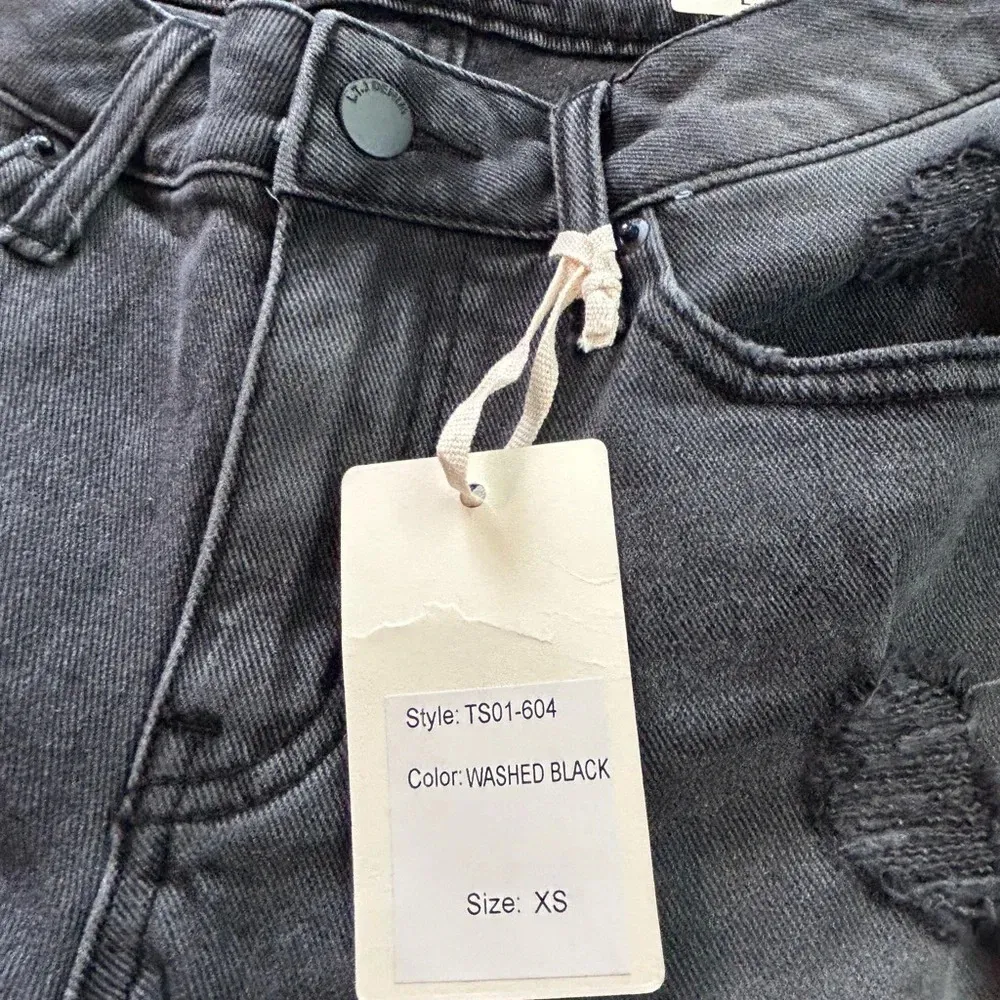 L.T.J DENIM
Style: TS01-604
Color: WASHED BLACK
Size: XS